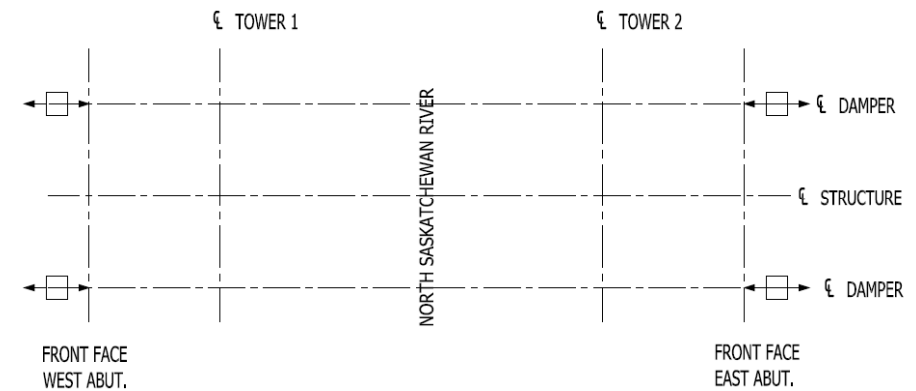 ℄ TOWER 1
℄ TOWER 2
℄ DAMPER
NORTH SASKATCHEWAN RIVER
℄ STRUCTURE
℄ DAMPER
FRONT FACE
WEST ABUT.
FRONT FACE
EAST ABUT.